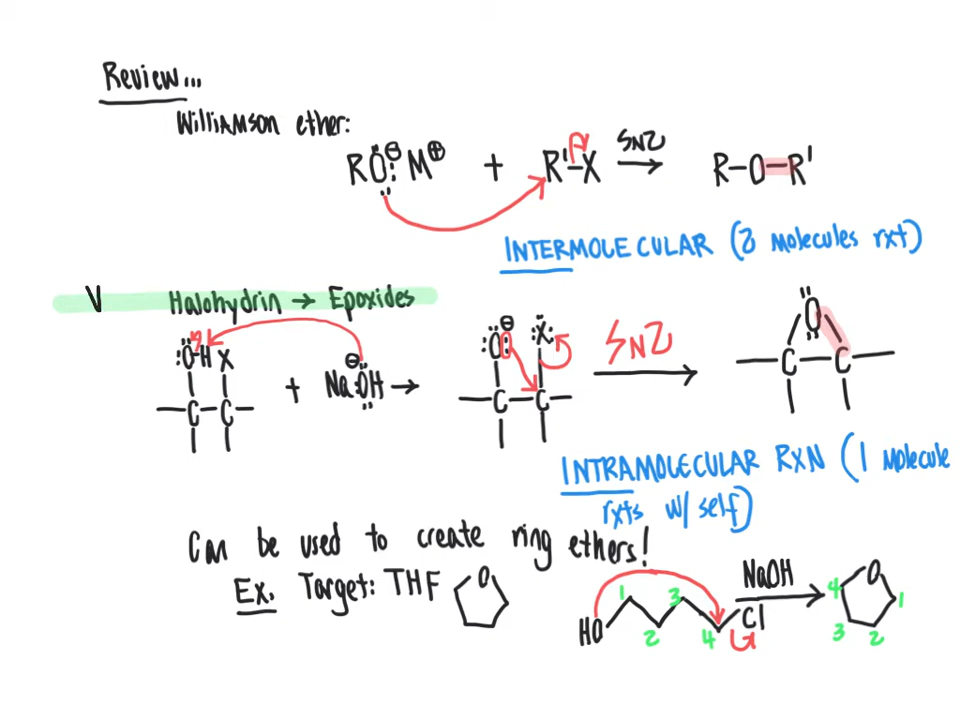 Review...
Williamson ether:
RO:⊖ M⊕ + R'-X SN2 → R-O-R'
INTERMOLECULAR (2 molecules rxt)
V Halohydrin → Epoxides
:O-H X + NaOH → :O:⊖ :X: SN2 → O
C-C C-C C-C
INTRAMOLECULAR RXN (1 molecule
rxts w/ self)
Can be used to create ring ethers!
Ex. Target: THF O HO 1 2 3 4 Cl NaOH → O 1 2 3 4